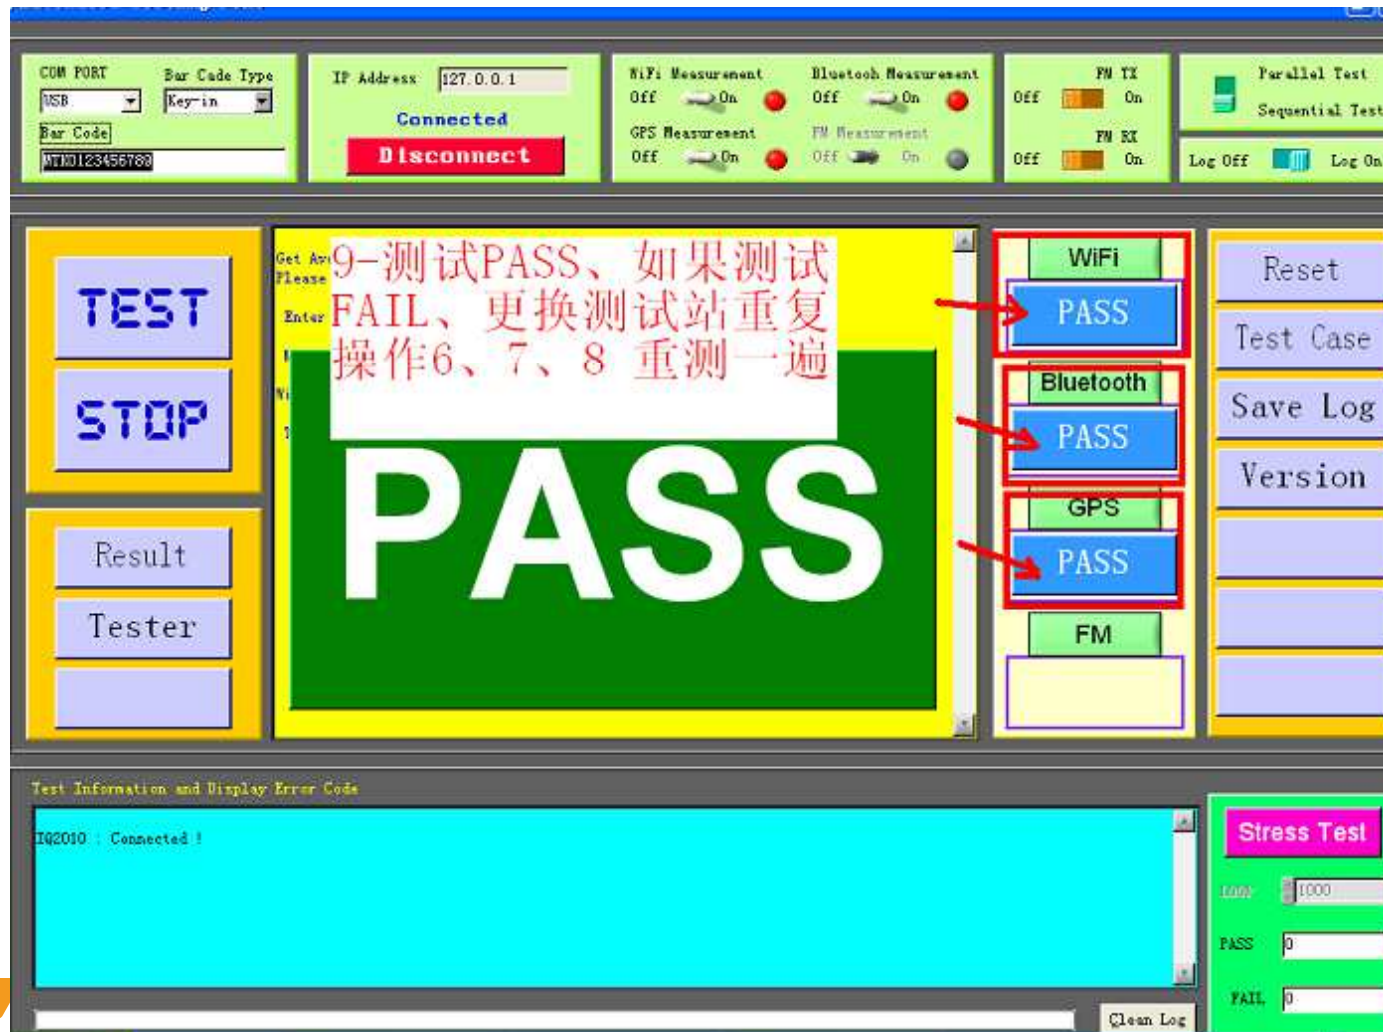 COM PORT
Bar Code Type
USB
Key-in
Bar Code
IP Address
127.0.0.1
Connected
Disconnect
WiFi Measurement
Off
On
Bluetooh Measurement
Off
On
GPS Measurement
Off
On
FM Measurement
Off
On
FM TX
Off
On
FM RX
Off
On
Parallel Test
Sequential Test
Log Off
Log On
TEST
STOP
Result
Tester
Get
Please
Enter
9-测试PASS、如果测试
FAIL、更换测试站重复
操作6、7、8 重测一遍
PASS
WiFi
PASS
Bluetooth
PASS
GPS
PASS
FM
Reset
Test Case
Save Log
Version
Test Information and Display Error Code
IQ2010 : Connected !
Clean Log
Stress Test
1000
PASS
0
FAIL
0